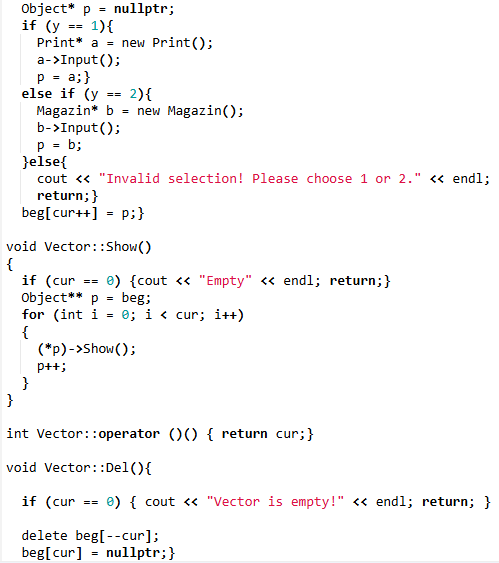 Object* p = nullptr;
if (y == 1){
Print* a = new Print();
a->Input();
p = a;}
else if (y == 2){
Magazin* b = new Magazin();
b->Input();
p = b;
}else{
cout << "Invalid selection! Please choose 1 or 2." << endl;
return;}
beg[cur++] = p;}
void Vector::Show()
{
if (cur == 0) {cout << "Empty" << endl; return;}
Object** p = beg;
for (int i = 0; i < cur; i++)
{
(*p)->Show();
p++;
}
}
int Vector::operator ()() { return cur;}
void Vector::Del(){
if (cur == 0) { cout << "Vector is empty!" << endl; return; }
delete beg[--cur];
beg[cur] = nullptr;}